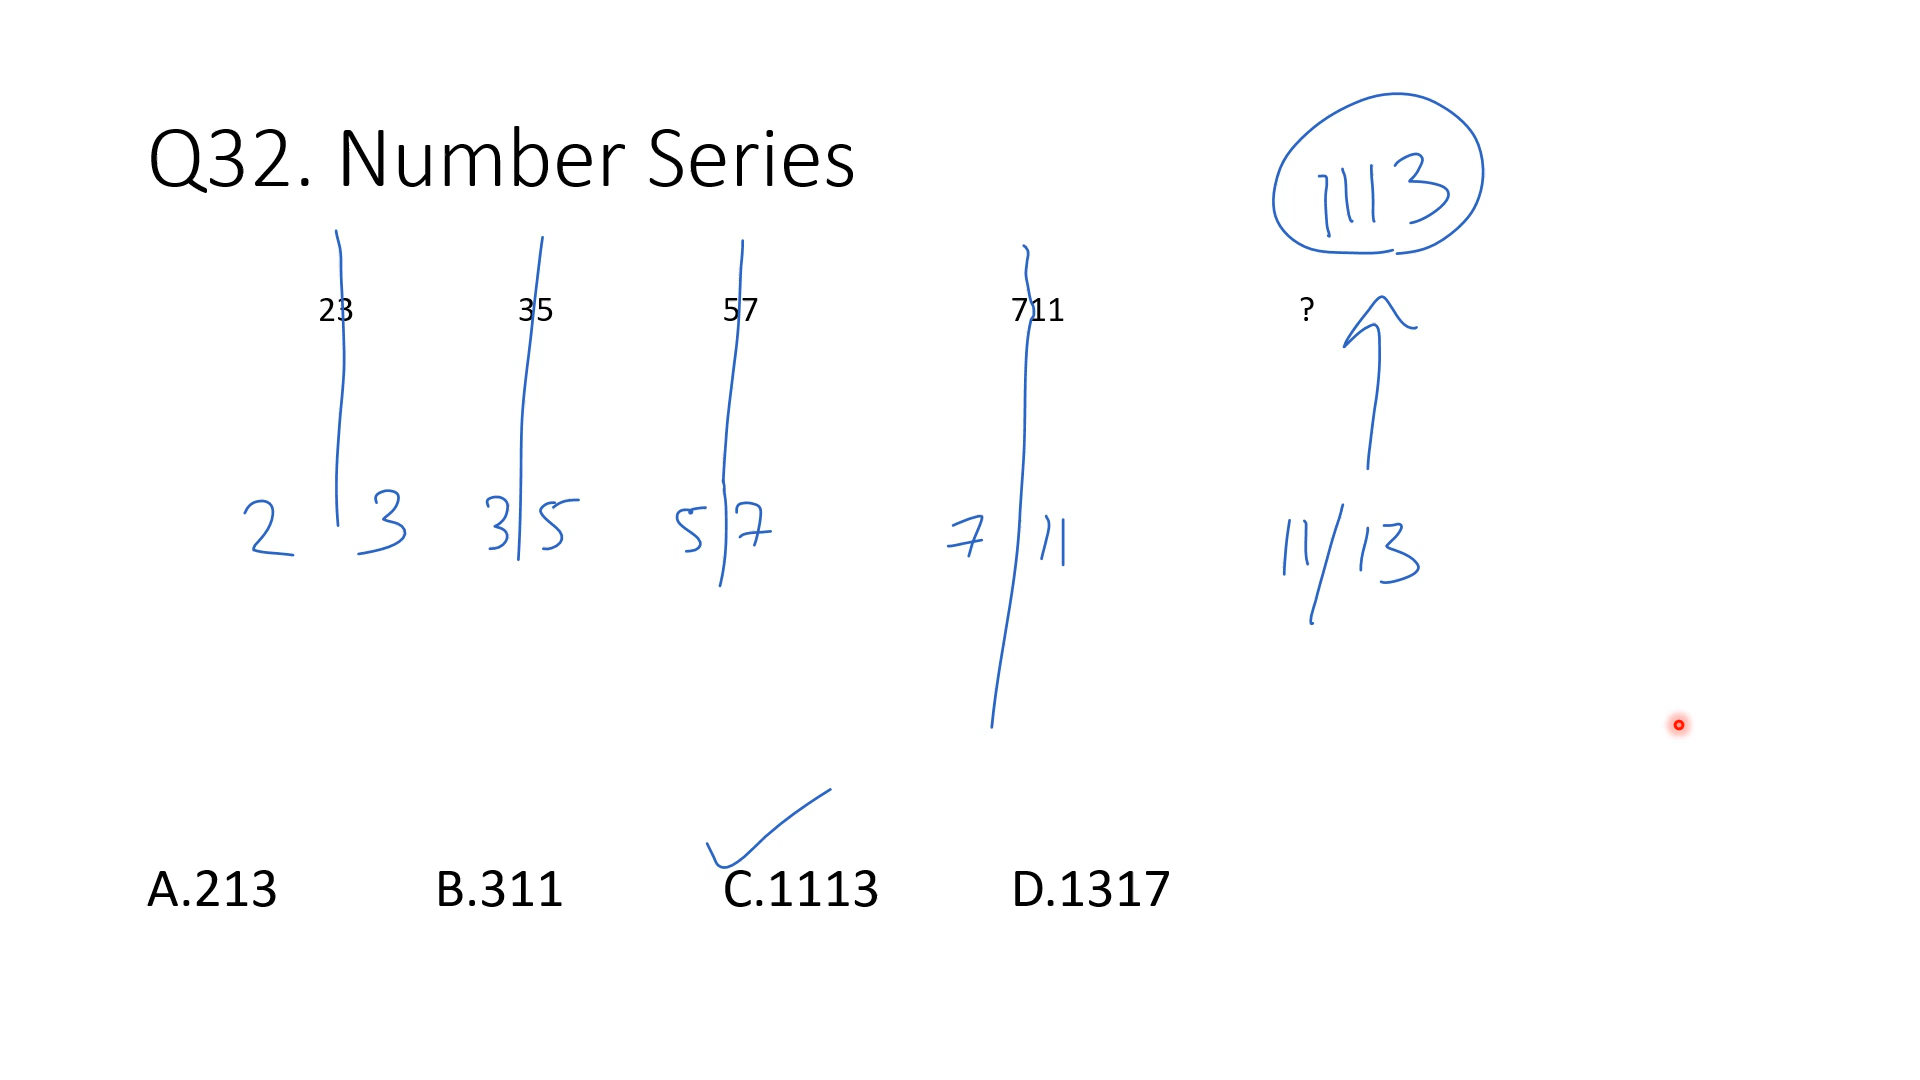 Q32. Number Series
1113
23 35 57 711 ?
2 3 3 5 5 7 7 11 11/13
A.213 B.311 C.1113 D.1317